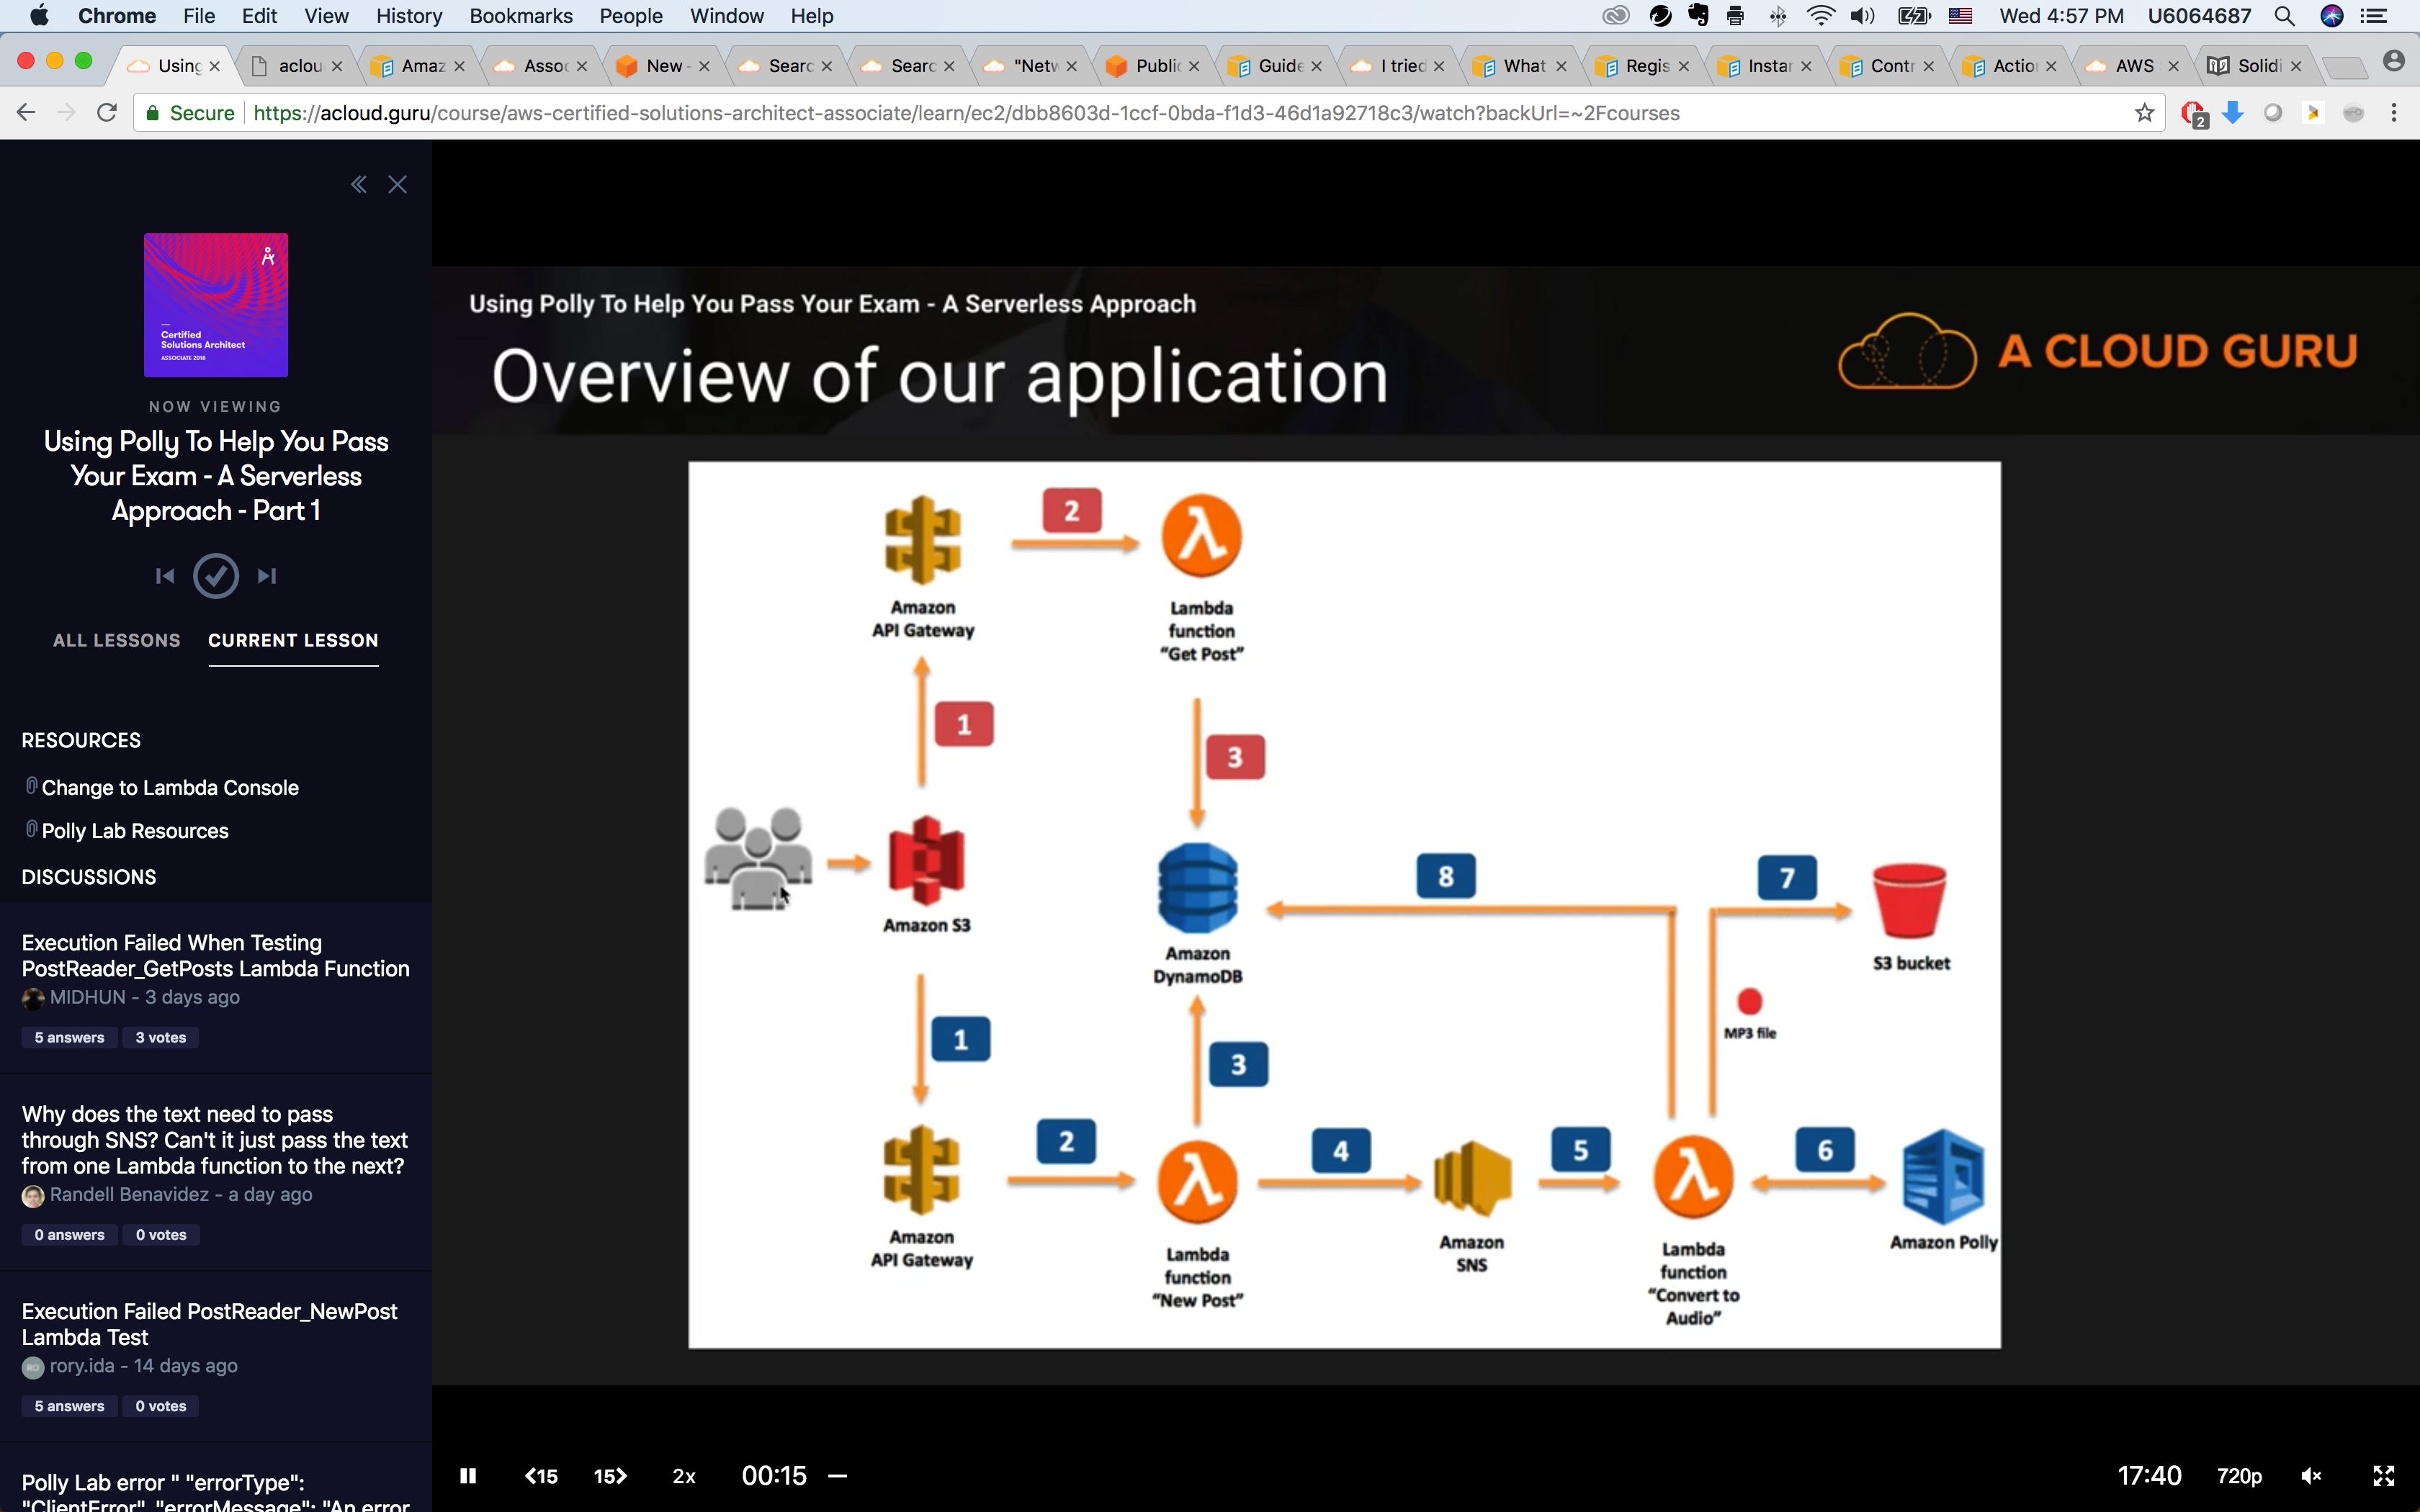 Chrome File Edit View History Bookmarks People Window Help Wed 4:57 PM U6064687
Using aclou Amaz Assoc New - Searc Searc "Netw Public Guide I tried What Regis Instar Contr Action AWS Solidi
Secure https://acloud.guru/course/aws-certified-solutions-architect-associate/learn/ec2/dbb8603d-1ccf-0bda-f1d3-46d1a92718c3/watch?backUrl=~2Fcourses
2
Certified
Solutions Architect
ASSOCIATE 2018
NOW VIEWING
Using Polly To Help You Pass
Your Exam - A Serverless
Approach - Part 1
ALL LESSONS CURRENT LESSON
RESOURCES
Change to Lambda Console
Polly Lab Resources
DISCUSSIONS
Execution Failed When Testing
PostReader_GetPosts Lambda Function
MIDHUN - 3 days ago
5 answers 3 votes
Why does the text need to pass
through SNS? Can't it just pass the text
from one Lambda function to the next?
Randell Benavidez - a day ago
0 answers 0 votes
Execution Failed PostReader_NewPost
Lambda Test
RO rory.ida - 14 days ago
5 answers 0 votes
Polly Lab error " "errorType":
"ClientError", "errorMessage": "An error
Using Polly To Help You Pass Your Exam - A Serverless Approach
Overview of our application
A CLOUD GURU
2
Amazon
API Gateway
Lambda
function
“Get Post”
1
3
Amazon S3
8
7
Amazon
DynamoDB
S3 bucket
MP3 file
1
3
2
4
5
6
Amazon
API Gateway
Lambda
function
“New Post”
Amazon
SNS
Lambda
function
“Convert to
Audio”
Amazon Polly
<15 15> 2x 00:15 17:40 720p